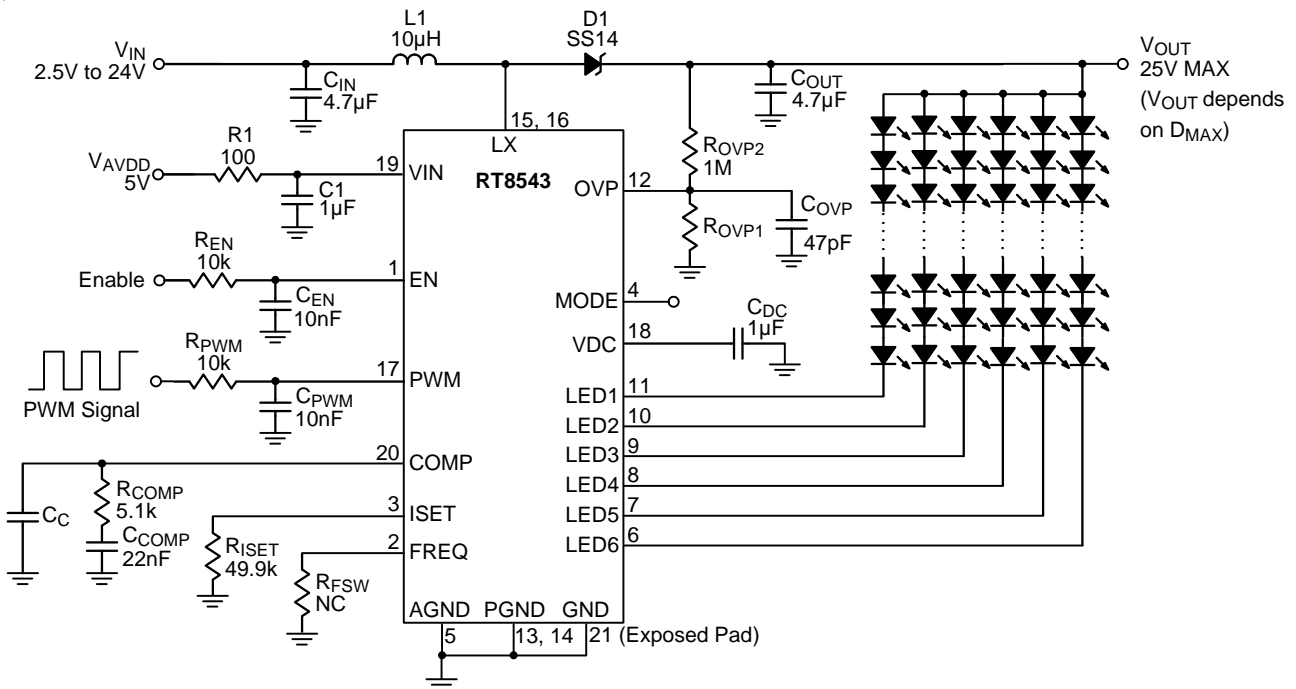 L1
10µH
D1
SS14
VIN
2.5V to 24V
CIN
4.7µF
COUT
4.7µF
VOUT
25V MAX
(VOUT depends
on DMAX)
15, 16
LX
RT8543
R1
100
VAVDD
5V
19
VIN
C1
1µF
ROVP2
1M
12
OVP
ROVP1
COVP
47pF
REN
10k
Enable
1
EN
CEN
10nF
4
MODE
CDC
1µF
18
VDC
RPWM
10k
17
PWM
PWM Signal
CPWM
10nF
11
LED1
10
LED2
9
LED3
8
LED4
7
LED5
6
LED6
20
COMP
RCOMP
5.1k
CC
CCOMP
22nF
3
ISET
RISET
49.9k
2
FREQ
RFSW
NC
AGND PGND GND
5
13, 14
21 (Exposed Pad)